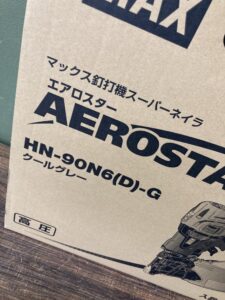 MAX
マックス釘打機スーパーネイラ
エアロスター
AEROSTA
HN-90N6(D)-G
クールグレー
高圧